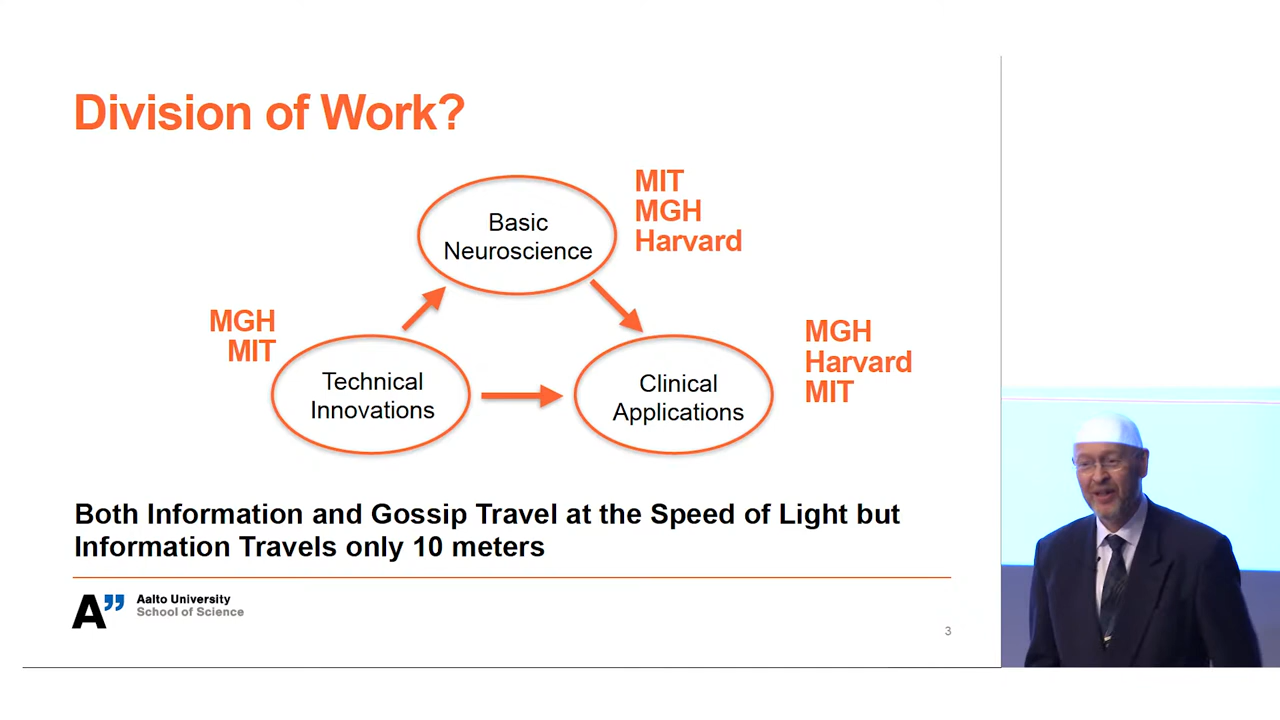 Division of Work?
Basic
Neuroscience
MIT
MGH
Harvard
MGH
MIT
Technical
Innovations
Clinical
Applications
MGH
Harvard
MIT
Both Information and Gossip Travel at the Speed of Light but
Information Travels only 10 meters
A”
Aalto University
School of Science
3